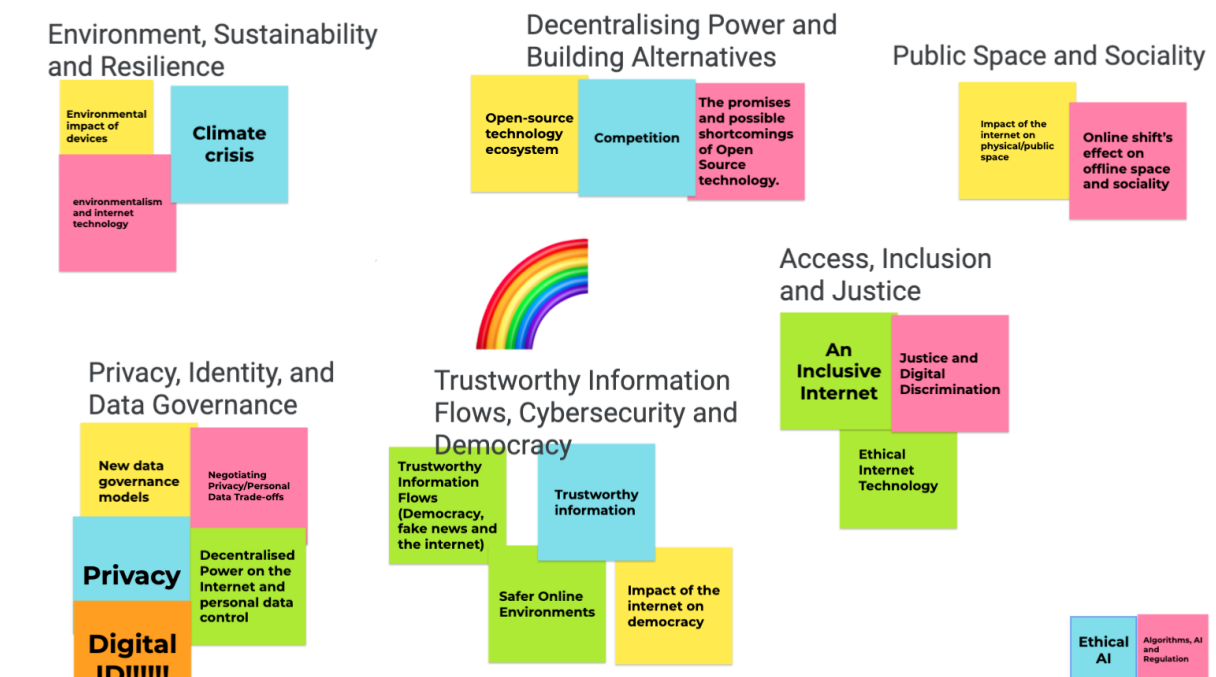 Environment, Sustainability
and Resilience
Environmental
impact of
devices
Climate
crisis
environmentalism
and internet
technology
Decentralising Power and
Building Alternatives
Open-source
technology
ecosystem
Competition
The promises
and possible
shortcomings
of Open
Source
technology.
Public Space and Sociality
Impact of the
internet on
physical/public
space
Online shift's
effect on
offline space
and sociality
Access, Inclusion
and Justice
An
Inclusive
Internet
Justice and
Digital
Discrimination
Ethical
Internet
Technology
Privacy, Identity, and
Data Governance
New data
governance
models
Negotiating
Privacy/Personal
Data Trade-offs
Privacy
Decentralised
Power on the
Internet and
personal data
control
Digital
ID!!!!!!
Trustworthy Information
Flows, Cybersecurity and
Democracy
Trustworthy
Information
Flows
(Democracy,
fake news and
the internet)
Trustworthy
information
Safer Online
Environments
Impact of the
internet on
democracy
Ethical
AI
Algorithms, AI
and
Regulation